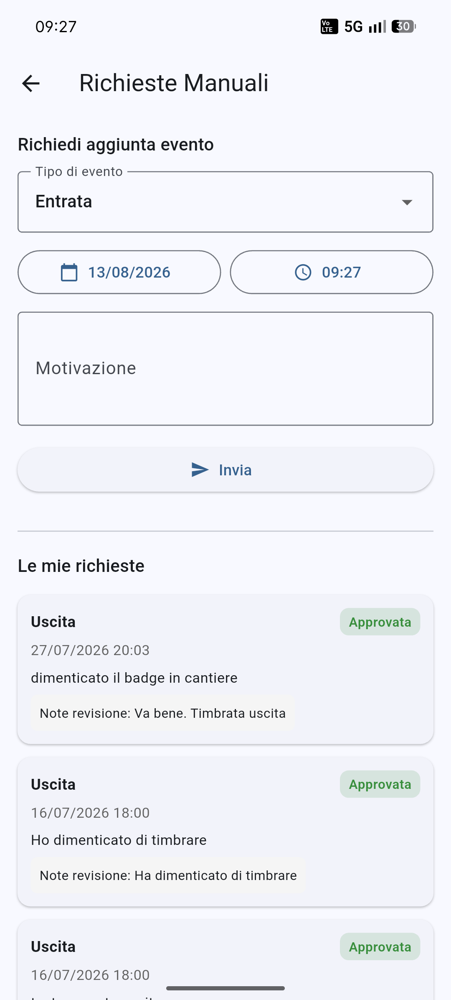 09:27
Vo LTE 5G 30
Richieste Manuali
Richiedi aggiunta evento
Tipo di evento
Entrata
13/08/2026 09:27
Motivazione
Invia
Le mie richieste
Uscita Approvata
27/07/2026 20:03
dimenticato il badge in cantiere
Note revisione: Va bene. Timbrata uscita
Uscita Approvata
16/07/2026 18:00
Ho dimenticato di timbrare
Note revisione: Ha dimenticato di timbrare
Uscita Approvata
16/07/2026 18:00